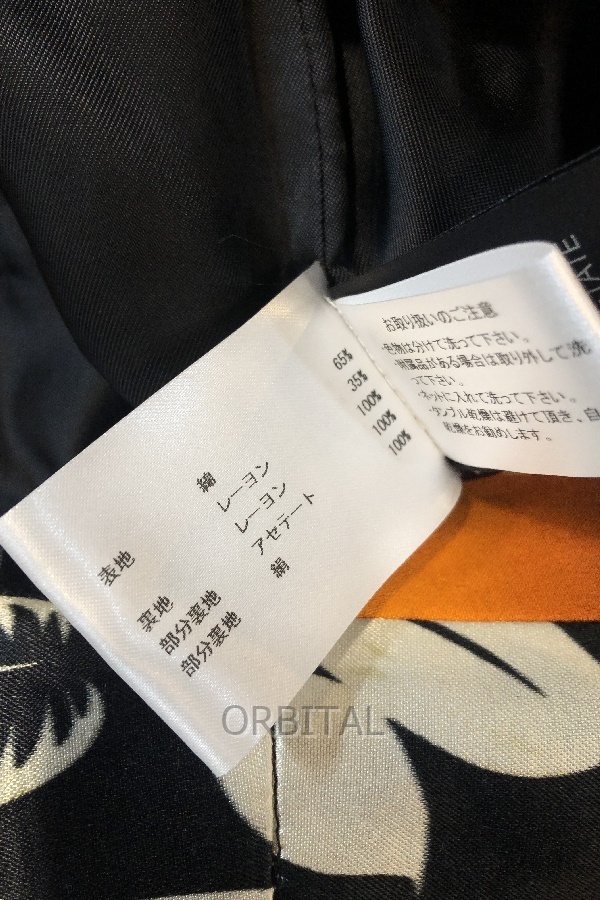 表地 綿 65%
レーヨン 35%
裏地 レーヨン 100%
部分裏地 アセテート 100%
部分裏地 絹 100%
お取り扱いのご注意
・色物は分けて洗って下さい。
・附属品がある場合は取り外して洗
って下さい。
・ネットに入れて洗って下さい。
・タンブル乾燥は避けて頂き、自
乾燥をお勧めします。
ORBITAL